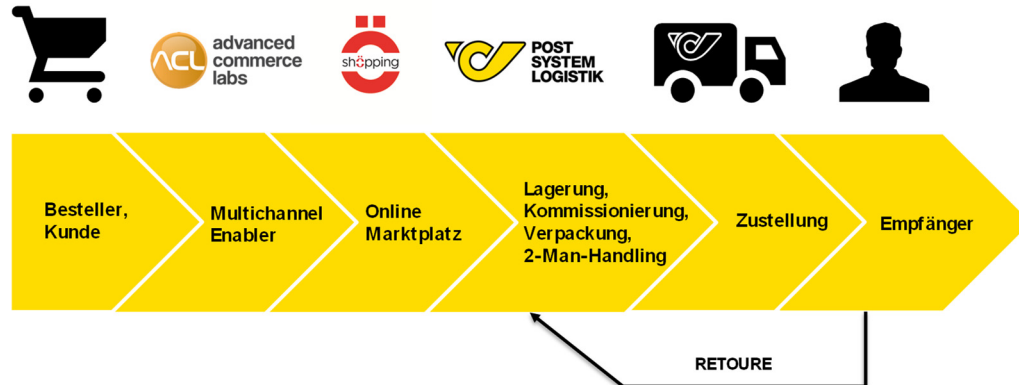 ACL
advanced
commerce
labs
shöpping
POST
SYSTEM
LOGISTIK
Besteller,
Kunde
Multichannel
Enabler
Online
Marktplatz
Lagerung,
Kommissionierung,
Verpackung,
2-Man-Handling
Zustellung
Empfänger
RETOURE